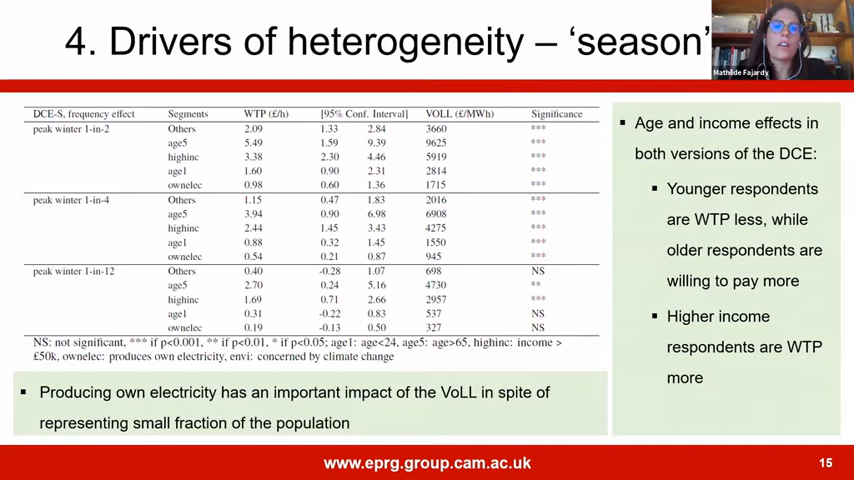 4. Drivers of heterogeneity – ‘season’
Mathilde Fajardy
DCE-S, frequency effect Segments WTP (£/h) [95% Conf. Interval] VOLL (£/MWh) Significance
peak winter 1-in-2 Others 2.09 1.33 2.84 3660 ***
age5 5.49 1.59 9.39 9625 ***
highinc 3.38 2.30 4.46 5919 ***
age1 1.60 0.90 2.31 2814 ***
ownelec 0.98 0.60 1.36 1715 ***
peak winter 1-in-4 Others 1.15 0.47 1.83 2016 ***
age5 3.94 0.90 6.98 6908 ***
highinc 2.44 1.45 3.43 4275 ***
age1 0.88 0.32 1.45 1550 ***
ownelec 0.54 0.21 0.87 945 ***
peak winter 1-in-12 Others 0.40 -0.28 1.07 698 NS
age5 2.70 0.24 5.16 4730 **
highinc 1.69 0.71 2.66 2957 ***
age1 0.31 -0.22 0.83 537 NS
ownelec 0.19 -0.13 0.50 327 NS
NS: not significant, *** if p<0.001, ** if p<0.01, * if p<0.05; age1: age<24, age5: age>65, highinc: income >
£50k, ownelec: produces own electricity, envi: concerned by climate change
▪ Producing own electricity has an important impact of the VoLL in spite of
representing small fraction of the population
▪ Age and income effects in
both versions of the DCE:
▪ Younger respondents
are WTP less, while
older respondents are
willing to pay more
▪ Higher income
respondents are WTP
more
www.eprg.group.cam.ac.uk
15